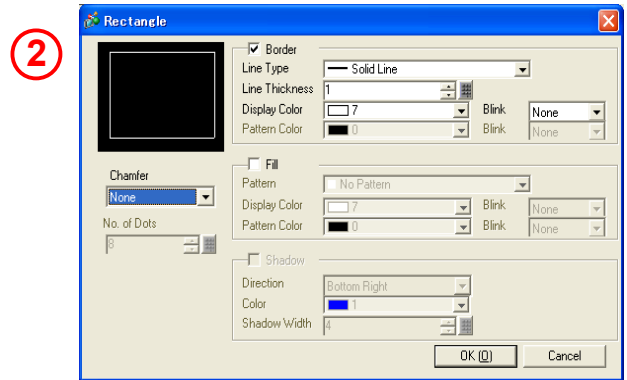 2
Rectangle
Border
Line Type Solid Line
Line Thickness 1
Display Color 7 Blink None
Pattern Color 0 Blink None
Fill
Pattern No Pattern
Display Color 7 Blink None
Pattern Color 0 Blink None
Chamfer
None
No. of Dots
8
Shadow
Direction Bottom Right
Color 1
Shadow Width 4
OK (O) Cancel